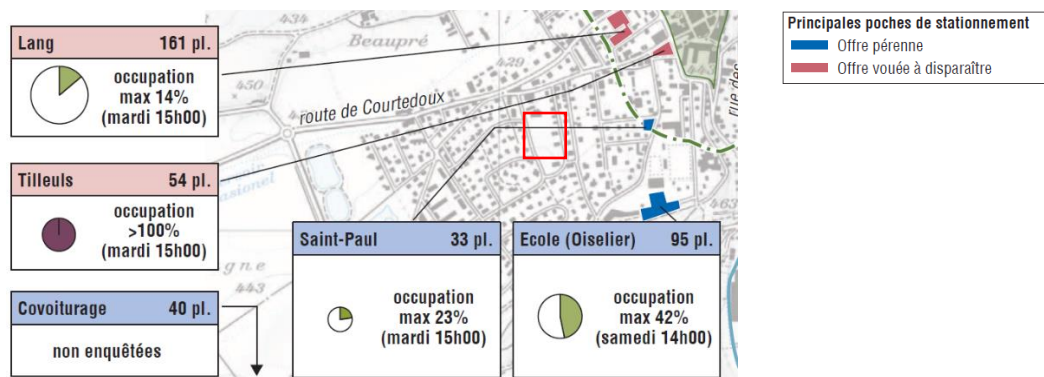 Lang 161 pl.
occupation
max 14%
(mardi 15h00)
Tilleuls 54 pl.
occupation
>100%
(mardi 15h00)
Covoiturage 40 pl.
non enquêtées
Saint-Paul 33 pl.
occupation
max 23%
(mardi 15h00)
Ecole (Oiselier) 95 pl.
occupation
max 42%
(samedi 14h00)
434
Beaupré
450
429
route de Courtedoux
rue des
463
gne
443
Principales poches de stationnement
Offre pérenne
Offre vouée à disparaître